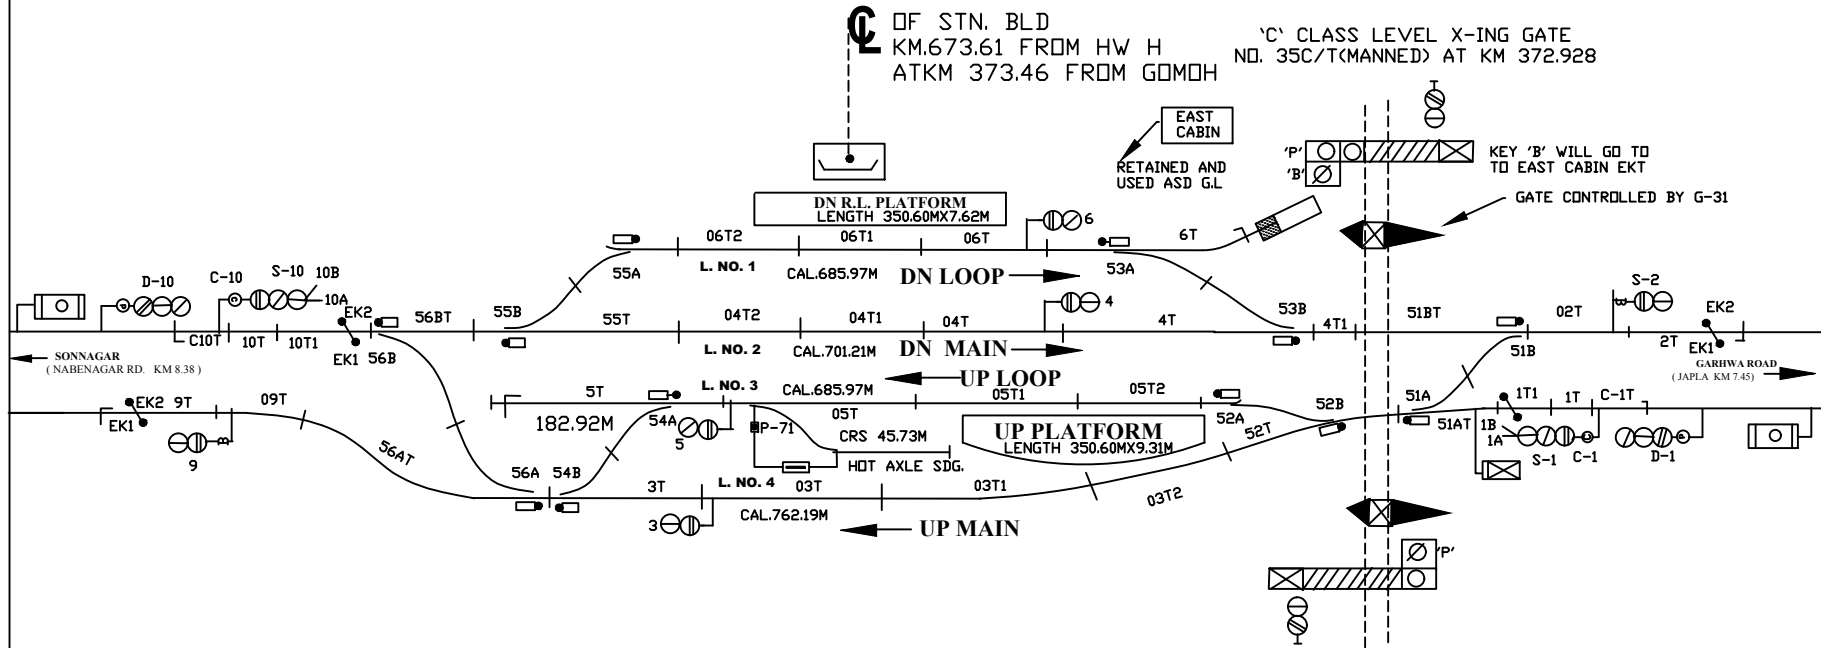 OF STN. BLD
KM.673.61 FROM HW H
ATKM 373.46 FROM GOMOH
'C' CLASS LEVEL X-ING GATE
NO. 35C/T(MANNED) AT KM 372.928
EAST
CABIN
RETAINED AND
USED ASD G.L
'P'
'B'
KEY 'B' WILL GO TO
TO EAST CABIN EKT
GATE CONTROLLED BY G-31
DN R.L. PLATFORM
LENGTH 350.60MX7.62M
6
06T2
06T1
06T
6T
55A
L. NO. 1
CAL.685.97M
DN LOOP
53A
D-10
C-10
S-10
10B
10A
EK2
56BT
55B
55T
04T2
04T1
04T
4
4T
53B
4T1
51BT
S-2
02T
EK2
C10T
10T
10T1
EK1
56B
L. NO. 2
CAL.701.21M
DN MAIN
51B
2T
EK1
SONNAGAR
( NABENAGAR RD. KM 8.38 )
GARHWA ROAD
( JAPLA KM 7.45)
UP LOOP
EK2
9T
09T
EK1
9
56AT
5T
182.92M
54A
L. NO. 3
CAL.685.97M
5
P-71
05T
CRS 45.73M
HOT AXLE SDG.
05T1
05T2
52A
52B
52T
51A
51AT
UP PLATFORM
LENGTH 350.60MX9.31M
1T1
1T
C-1T
1B
1A
S-1
C-1
D-1
56A
54B
3T
L. NO. 4
03T
03T1
03T2
3
CAL.762.19M
UP MAIN
'P'